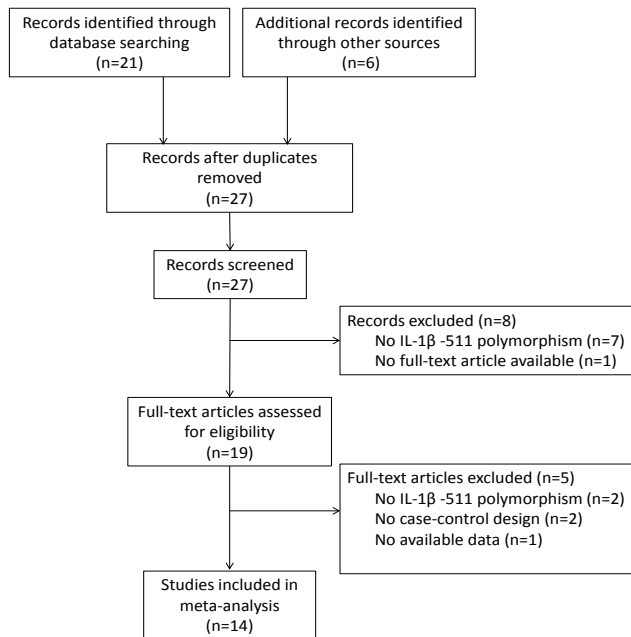 Records identified through
database searching
(n=21)
Additional records identified
through other sources
(n=6)
Records after duplicates
removed
(n=27)
Records screened
(n=27)
Records excluded (n=8)
No IL-1β -511 polymorphism (n=7)
No full-text article available (n=1)
Full-text articles assessed
for eligibility
(n=19)
Full-text articles excluded (n=5)
No IL-1β -511 polymorphism (n=2)
No case-control design (n=2)
No available data (n=1)
Studies included in
meta-analysis
(n=14)